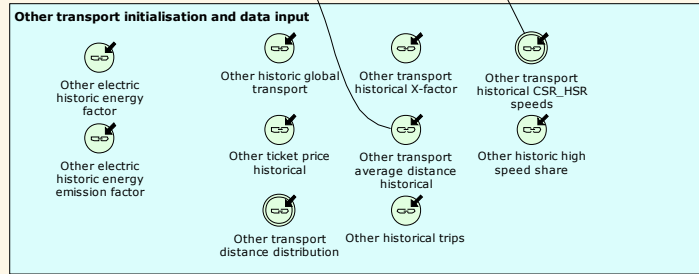 Other transport initialisation and data input
Other electric
historic energy
factor
Other historic global
transport
Other transport
historical X-factor
Other transport
historical CSR_HSR
speeds
Other electric
historic energy
emission factor
Other ticket price
historical
Other transport
average distance
historical
Other historic high
speed share
Other transport
distance distribution
Other historical trips